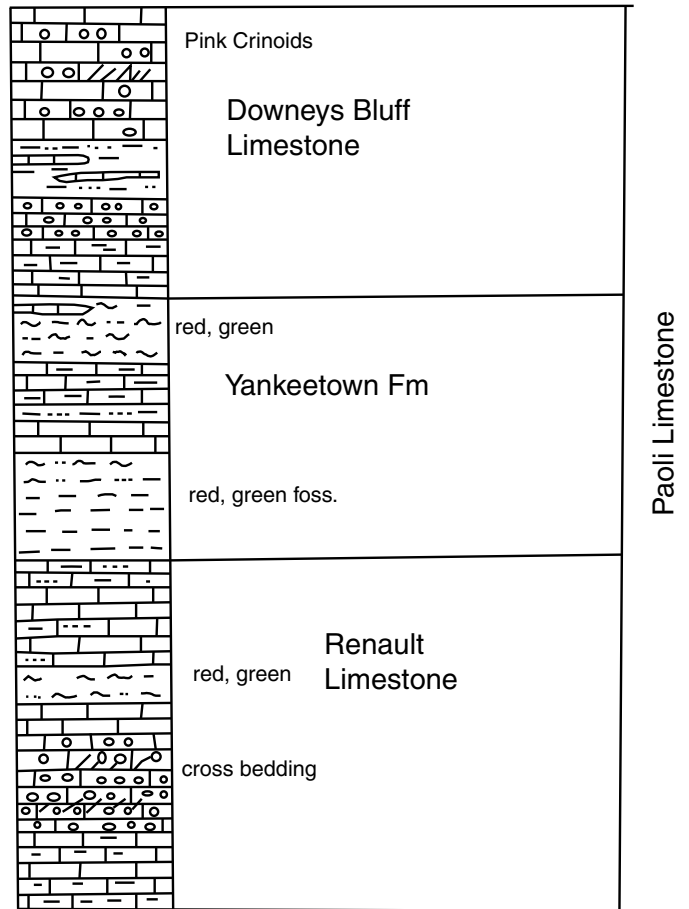 Pink Crinoids
Downeys Bluff
Limestone
red, green
Yankeetown Fm
red, green foss.
Renault
Limestone
red, green
cross bedding
Paoli Limestone